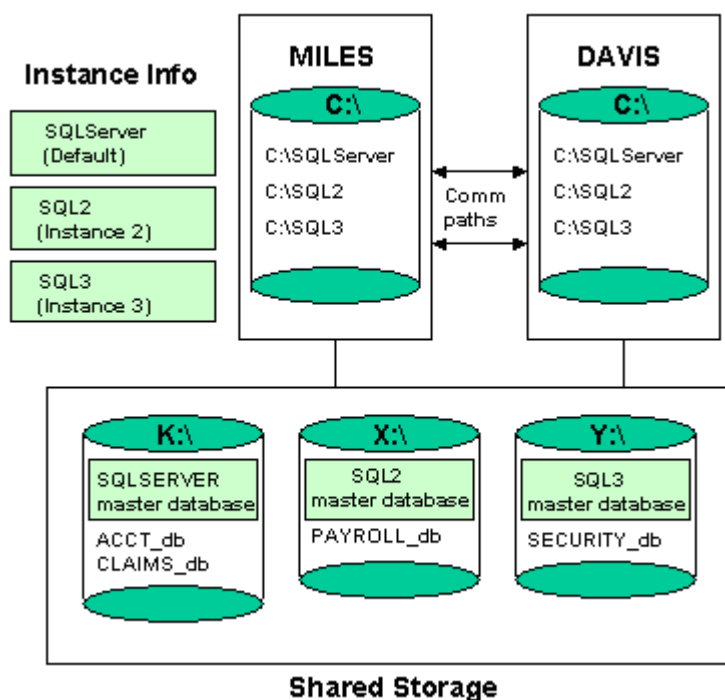 Instance Info
SQLServer
(Default)
SQL2
(Instance 2)
SQL3
(Instance 3)
MILES
C:\
C:\SQLServer
C:\SQL2
C:\SQL3
Comm
paths
DAVIS
C:\
C:\SQLServer
C:\SQL2
C:\SQL3
K:\
SQLSERVER
master database
ACCT_db
CLAIMS_db
X:\
SQL2
master database
PAYROLL_db
Y:\
SQL3
master database
SECURITY_db
Shared Storage